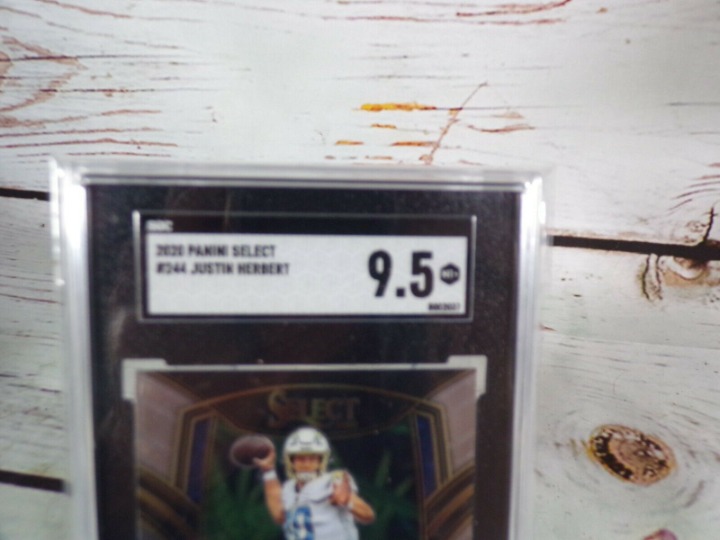 2020 PANINI SELECT
#244 JUSTIN HERBERT
9.5
SELECT